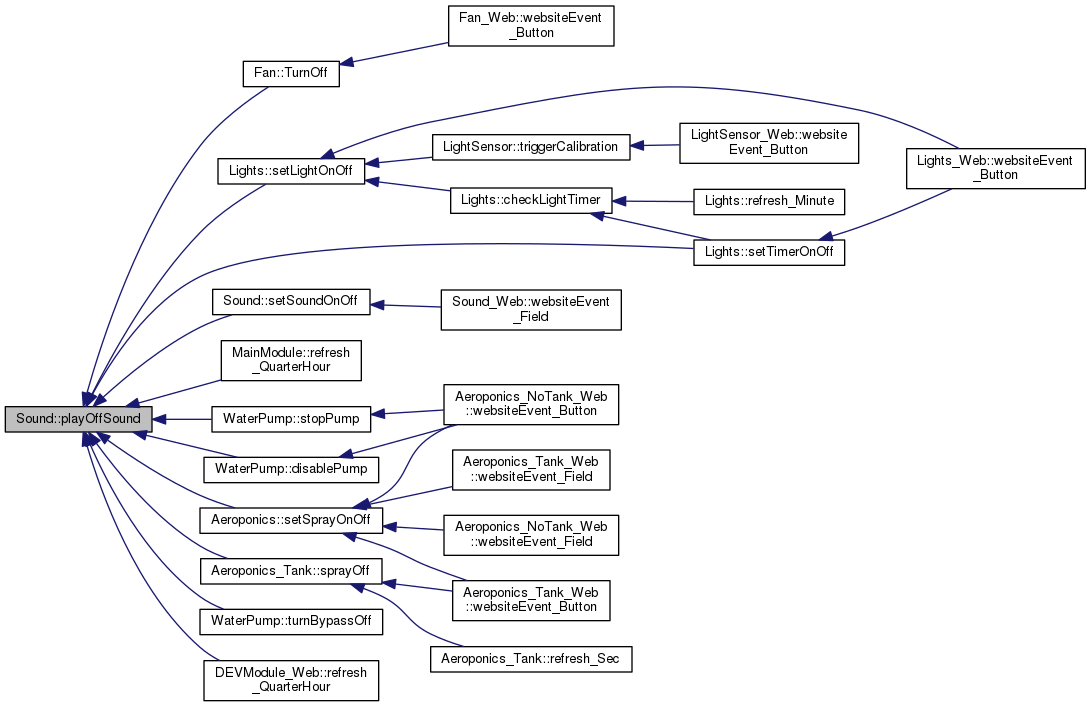 Fan_Web::websiteEvent
_Button
Fan::TurnOff
LightSensor::triggerCalibration
LightSensor_Web::website
Event_Button
Lights_Web::websiteEvent
_Button
Lights::setLightOnOff
Lights::checkLightTimer
Lights::refresh_Minute
Lights::setTimerOnOff
Sound::setSoundOnOff
Sound_Web::websiteEvent
_Field
MainModule::refresh
_QuarterHour
Sound::playOffSound
WaterPump::stopPump
Aeroponics_NoTank_Web
::websiteEvent_Button
WaterPump::disablePump
Aeroponics_Tank_Web
::websiteEvent_Field
Aeroponics::setSprayOnOff
Aeroponics_NoTank_Web
::websiteEvent_Field
Aeroponics_Tank::sprayOff
Aeroponics_Tank_Web
::websiteEvent_Button
WaterPump::turnBypassOff
Aeroponics_Tank::refresh_Sec
DEVModule_Web::refresh
_QuarterHour